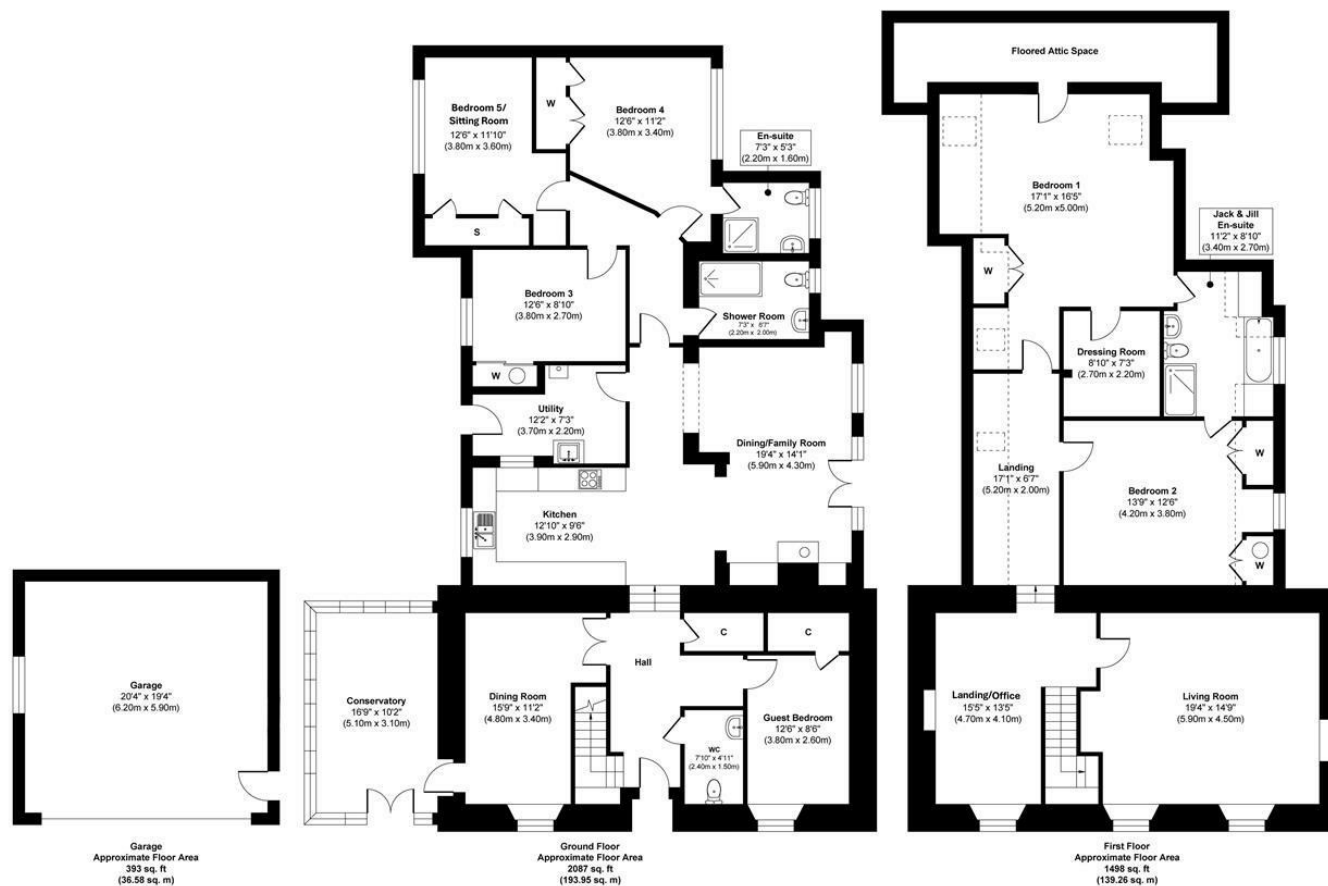 Garage
20'4" x 19'4"
(6.20m x 5.90m)
Garage
Approximate Floor Area
393 sq. ft
(36.58 sq. m)
Bedroom 5/
Sitting Room
12'6" x 11'10"
(3.80m x 3.60m)
W
Bedroom 4
12'6" x 11'2"
(3.80m x 3.40m)
En-suite
7'3" x 5'3"
(2.20m x 1.60m)
S
Bedroom 3
12'6" x 8'10"
(3.80m x 2.70m)
Shower Room
7'3" x 6'7"
(2.20m x 2.00m)
W
Utility
12'2" x 7'3"
(3.70m x 2.20m)
Dining/Family Room
19'4" x 14'1"
(5.90m x 4.30m)
Kitchen
12'10" x 9'6"
(3.90m x 2.90m)
C
C
Hall
Conservatory
16'9" x 10'2"
(5.10m x 3.10m)
Dining Room
15'9" x 11'2"
(4.80m x 3.40m)
Guest Bedroom
12'6" x 8'6"
(3.80m x 2.60m)
WC
7'10" x 4'11"
(2.40m x 1.50m)
Ground Floor
Approximate Floor Area
2087 sq. ft
(193.95 sq. m)
Floored Attic Space
Bedroom 1
17'1" x 16'5"
(5.20m x5.00m)
Jack & Jill
En-suite
11'2" x 8'10"
(3.40m x 2.70m)
W
Dressing Room
8'10" x 7'3"
(2.70m x 2.20m)
Landing
17'1" x 6'7"
(5.20m x 2.00m)
W
Bedroom 2
13'9" x 12'6"
(4.20m x 3.80m)
W
Landing/Office
15'5" x 13'5"
(4.70m x 4.10m)
Living Room
19'4" x 14'9"
(5.90m x 4.50m)
First Floor
Approximate Floor Area
1498 sq. ft
(139.26 sq. m)